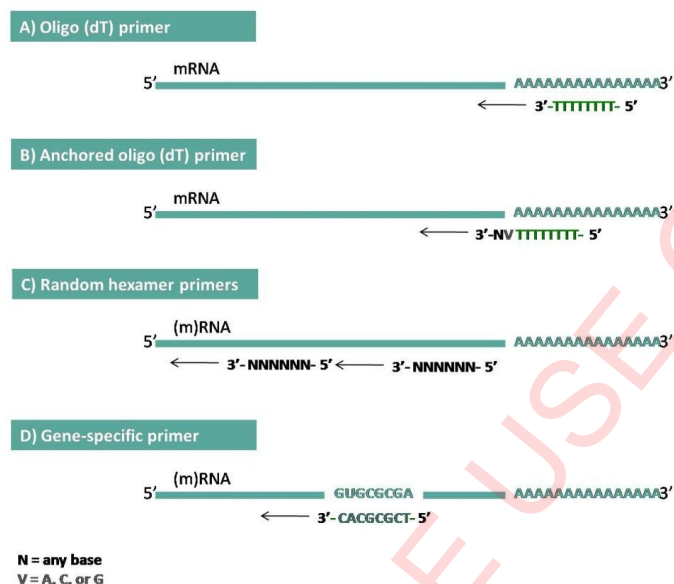 A) Oligo (dT) primer
mRNA
5’ AAAAAAAAAAAAAAA3’
3’-TTTTTTTT- 5’
B) Anchored oligo (dT) primer
mRNA
5’ AAAAAAAAAAAAAAA3’
3’-NVTTTTTTTT- 5’
C) Random hexamer primers
(m)RNA
5’ AAAAAAAAAAAAAAA3’
3’-NNNNNN- 5’ 3’-NNNNNN- 5’
D) Gene-specific primer
(m)RNA
5’ GUGCGCGA AAAAAAAAAAAAAAA3’
3’-CACGCGCT-5’
N = any base
V = A, C, or G
E USE